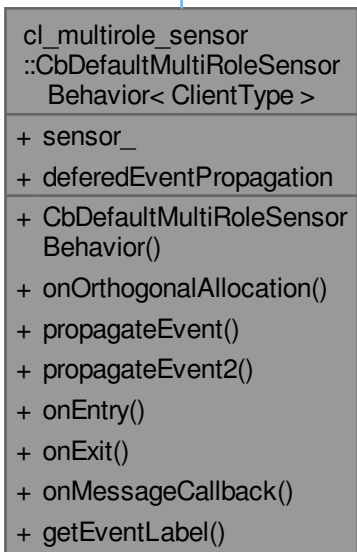 cl_multirole_sensor
::CbDefaultMultiRoleSensor
Behavior< ClientType >
+ sensor_
+ deferedEventPropagation
+ CbDefaultMultiRoleSensor
Behavior()
+ onOrthogonalAllocation()
+ propagateEvent()
+ propagateEvent2()
+ onEntry()
+ onExit()
+ onMessageCallback()
+ getEventLabel()